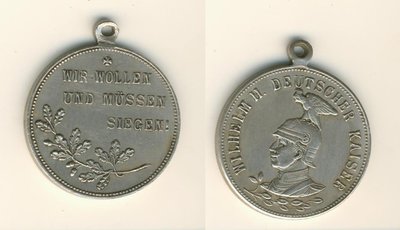 WIR WOLLEN
UND MÜSSEN
SIEGEN!
WILHELM II DEUTSCHER KAISER